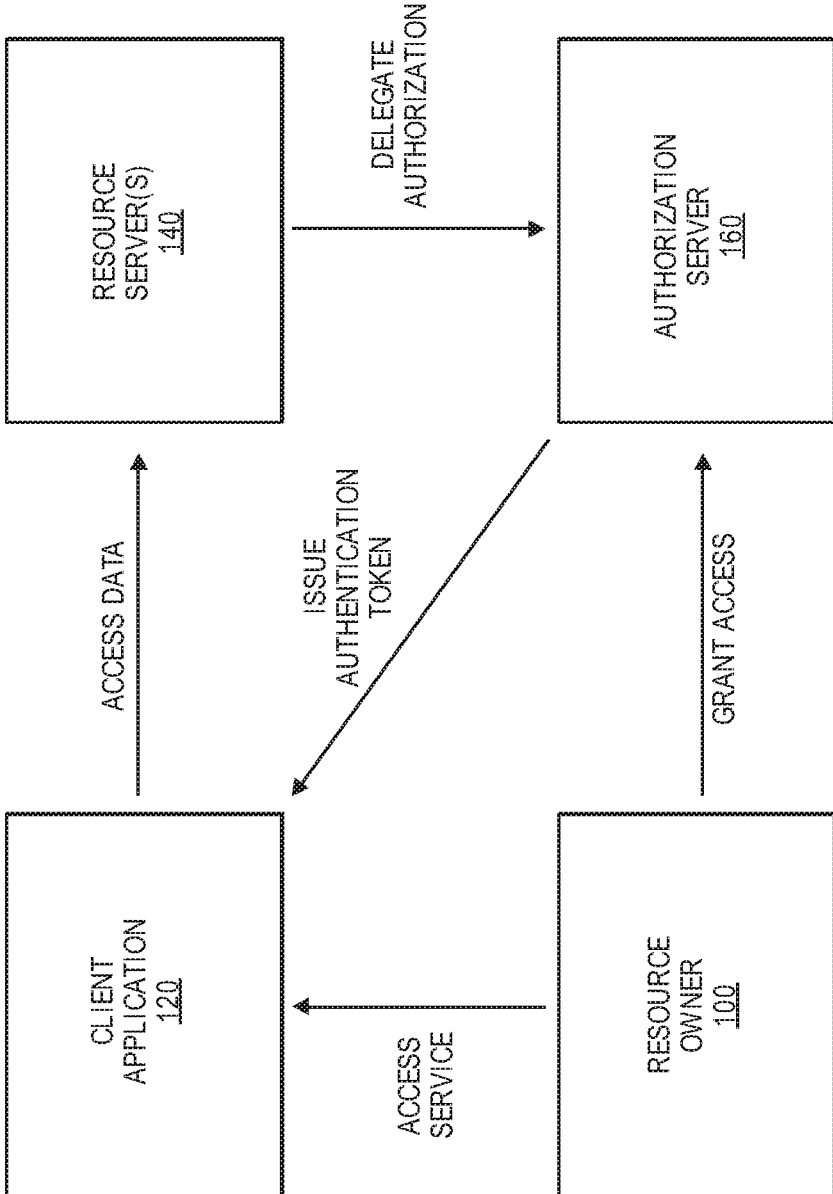 RESOURCE
OWNER
100
ACCESS
SERVICE
CLIENT
APPLICATION
120
GRANT ACCESS
ISSUE
AUTHENTICATION
TOKEN
ACCESS DATA
AUTHORIZATION
SERVER
160
DELEGATE
AUTHORIZATION
RESOURCE
SERVER(S)
140